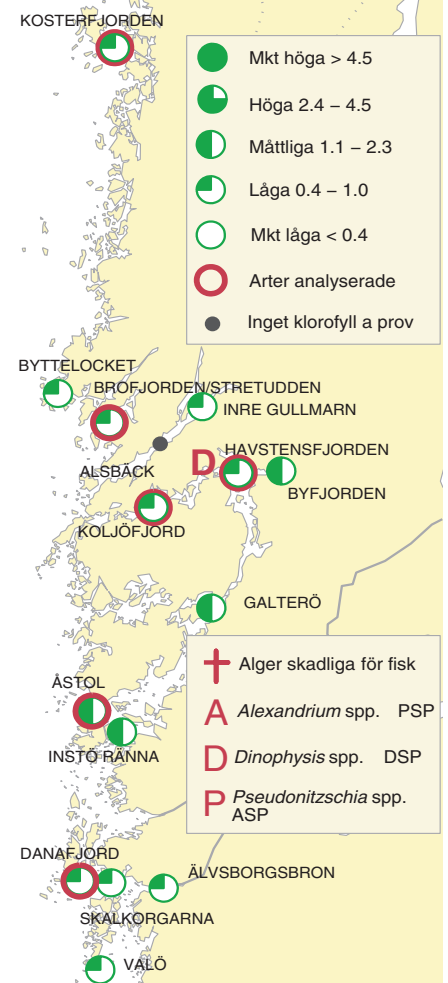 KOSTERFJORDEN
Mkt höga > 4.5
Höga 2.4 – 4.5
Måttliga 1.1 – 2.3
Låga 0.4 – 1.0
Mkt låga < 0.4
Arter analyserade
Inget klorofyll a prov
BYTTELOCKET
BROFJORDEN/STRETUDDEN
INRE GULLMARN
ALSBÄCK
D
HAVSTENSFJORDEN
BYFJORDEN
KOLJÖFJORD
GALTERÖ
Alger skadliga för fisk
A Alexandrium spp. PSP
D Dinophysis spp. DSP
P Pseudonitzschia spp.
ASP
ÅSTOL
INSTÖ RÄNNA
DANAFJORD
ÄLVSBORGSBRON
SKALKORGARNA
VALÖ